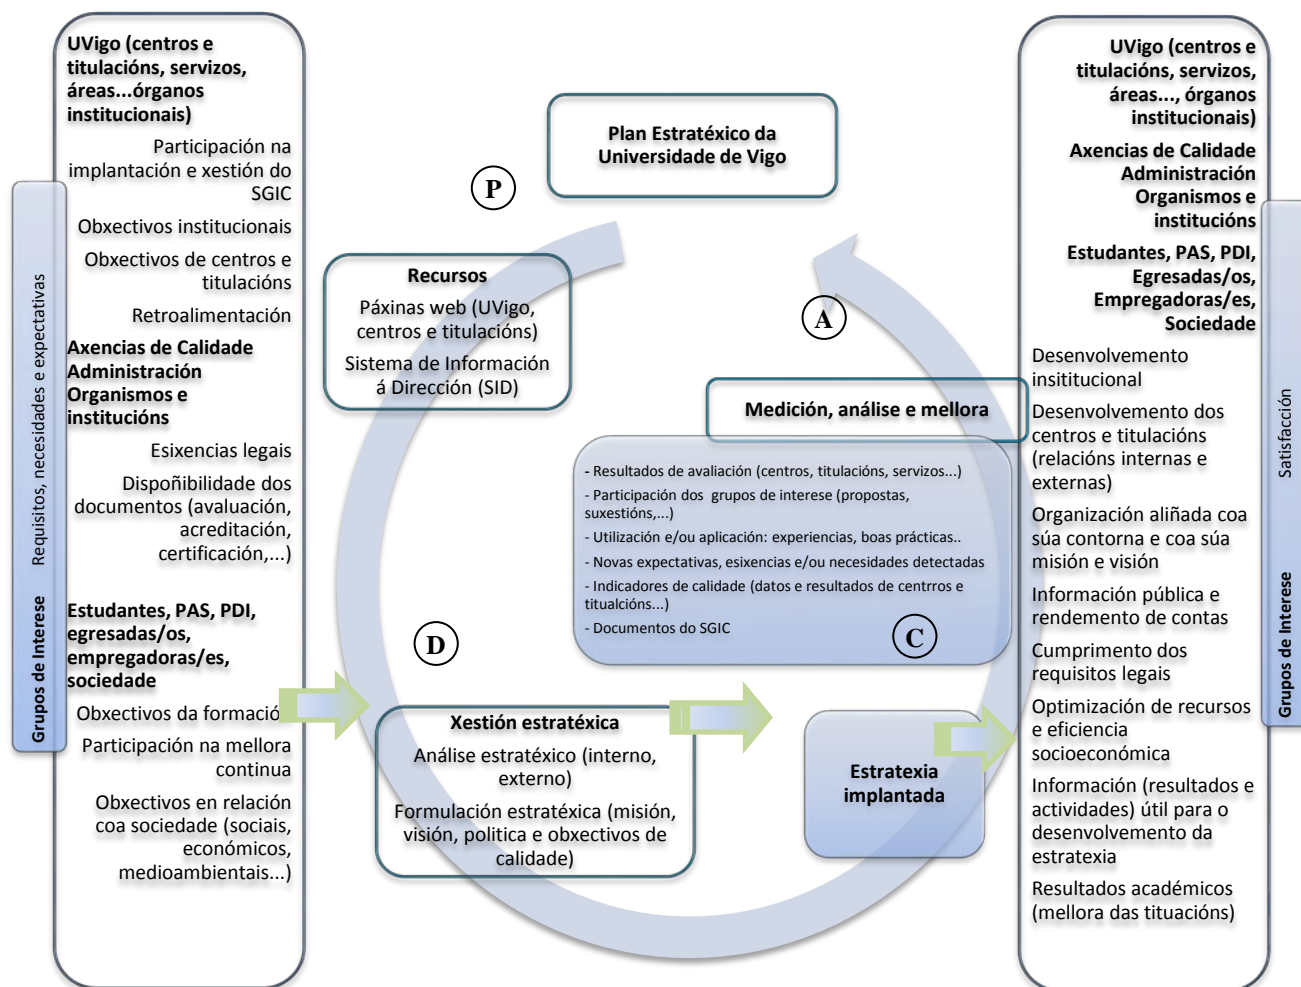 UVigo (centros e
titulacións, servizos,
áreas...órganos
institucionais)
Participación na
implantación e xestión do
SGIC
Obxectivos institucionais
Obxectivos de centros e
titulacións
Retroalimentación
Axencias de Calidade
Administración
Organismos e
institucións
Esixencias legais
Dispoñibilidade dos
documentos (avaluación,
acreditación,
certificación,...)
Estudantes, PAS, PDI,
egresadas/os,
empregadoras/es,
sociedade
Obxectivos da formación
Participación na mellora
continua
Obxectivos en relación
coa sociedade (sociais,
económicos,
medioambientais...)
Grupos de Interese Requisitos, necesidades e expectativas
Plan Estratéxico da
Universidade de Vigo
P
Recursos
Páxinas web (UVigo,
centros e titulacións)
Sistema de Información
á Dirección (SID)
A
Medición, análise e mellora
- Resultados de avaliación (centros, titulacións, servizos...)
- Participación dos grupos de interese (propostas,
suxestións,...)
- Utilización e/ou aplicación: experiencias, boas prácticas..
- Novas expectativas, esixencias e/ou necesidades detectadas
- Indicadores de calidade (datos e resultados de centrros e
titualcións...)
- Documentos do SGIC
C
D
Xestión estratéxica
Análise estratéxico (interno,
externo)
Formulación estratéxica (misión,
visión, politica e obxectivos de
calidade)
Estratexia
implantada
UVigo (centros e
titulacións, servizos,
áreas..., órganos
institucionais)
Axencias de Calidade
Administración
Organismos e
institucións
Estudantes, PAS, PDI,
Egresadas/os,
Empregadoras/es,
Sociedade
Desenvolvemento
insititucional
Desenvolvemento dos
centros e titulacións
(relacións internas e
externas)
Organización aliñada coa
súa contorna e coa súa
misión e visión
Información pública e
rendemento de contas
Cumprimento dos
requisitos legais
Optimización de recursos
e eficiencia
socioeconómica
Información (resultados e
actividades) útil para o
desenvolvemento da
estratexia
Resultados académicos
(mellora das tituacións)
Grupos de Interese Satisfacción